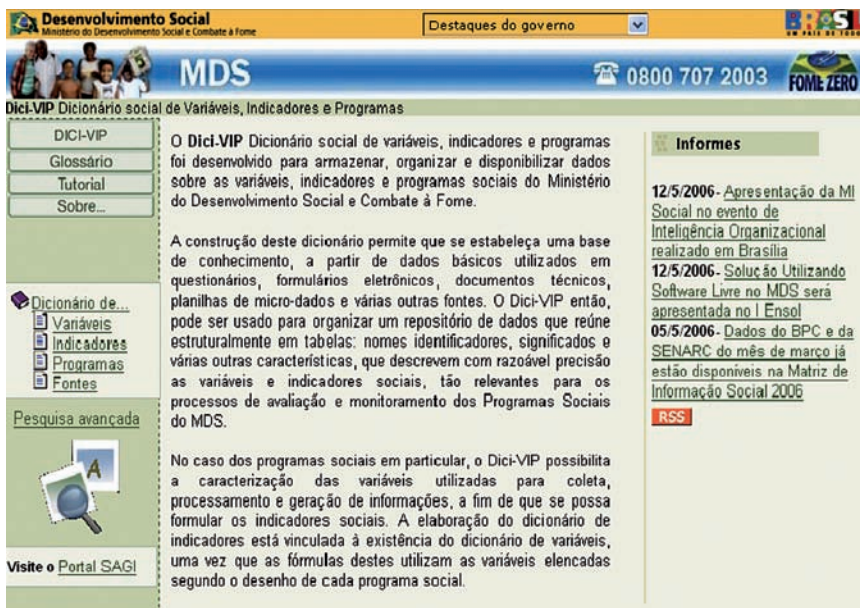 Desenvolvimento Social
Ministério do Desenvolvimento Social e Combate à Fome
Destaques do governo
BRASIL
UM PAÍS DE TODOS
MDS
0800 707 2003
FOME ZERO
Dici-VIP Dicionário social de Variáveis, Indicadores e Programas
DICI-VIP
Glossário
Tutorial
Sobre...
Dicionário de...
Variáveis
Indicadores
Programas
Fontes
Pesquisa avançada
A
Visite o Portal SAGI
O Dici-VIP Dicionário social de variáveis, indicadores e programas
foi desenvolvido para armazenar, organizar e disponibilizar dados
sobre as variáveis, indicadores e programas sociais do Ministério
do Desenvolvimento Social e Combate à Fome.
A construção deste dicionário permite que se estabeleça uma base
de conhecimento, a partir de dados básicos utilizados em
questionários, formulários eletrônicos, documentos técnicos,
planilhas de micro-dados e várias outras fontes. O Dici-VIP então,
pode ser usado para organizar um repositório de dados que reúne
estruturalmente em tabelas: nomes identificadores, significados e
várias outras características, que descrevem com razoável precisão
as variáveis e indicadores sociais, tão relevantes para os
processos de avaliação e monitoramento dos Programas Sociais
do MDS.
No caso dos programas sociais em particular, o Dici-VIP possibilita
a caracterização das variáveis utilizadas para coleta,
processamento e geração de informações, a fim de que se possa
formular os indicadores sociais. A elaboração do dicionário de
indicadores está vinculada à existência do dicionário de variáveis,
uma vez que as fórmulas destes utilizam as variáveis elencadas
segundo o desenho de cada programa social.
Informes
12/5/2006- Apresentação da MI
Social no evento de
Inteligência Organizacional
realizado em Brasília
12/5/2006- Solução Utilizando
Software Livre no MDS será
apresentada no I Ensol
05/5/2006- Dados do BPC e da
SENARC do mês de março já
estão disponíveis na Matriz de
Informação Social 2006
RSS